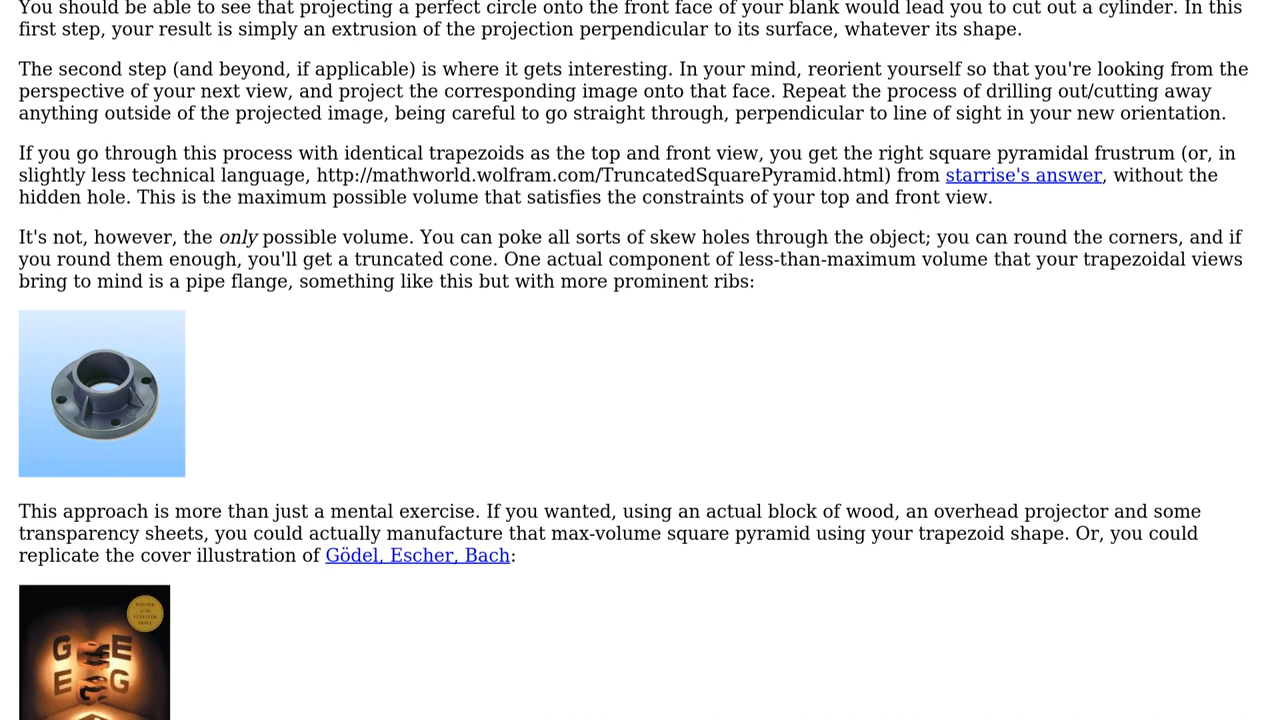 You should be able to see that projecting a perfect circle onto the front face of your blank would lead you to cut out a cylinder. In this
first step, your result is simply an extrusion of the projection perpendicular to its surface, whatever its shape.
The second step (and beyond, if applicable) is where it gets interesting. In your mind, reorient yourself so that you're looking from the
perspective of your next view, and project the corresponding image onto that face. Repeat the process of drilling out/cutting away
anything outside of the projected image, being careful to go straight through, perpendicular to line of sight in your new orientation.
If you go through this process with identical trapezoids as the top and front view, you get the right square pyramidal frustrum (or, in
slightly less technical language, http://mathworld.wolfram.com/TruncatedSquarePyramid.html) from starrise's answer, without the
hidden hole. This is the maximum possible volume that satisfies the constraints of your top and front view.
It's not, however, the only possible volume. You can poke all sorts of skew holes through the object; you can round the corners, and if
you round them enough, you'll get a truncated cone. One actual component of less-than-maximum volume that your trapezoidal views
bring to mind is a pipe flange, something like this but with more prominent ribs:
This approach is more than just a mental exercise. If you wanted, using an actual block of wood, an overhead projector and some
transparency sheets, you could actually manufacture that max-volume square pyramid using your trapezoid shape. Or, you could
replicate the cover illustration of Gödel, Escher, Bach:
WINNER
PULITZER
PRIZE
G E
E G